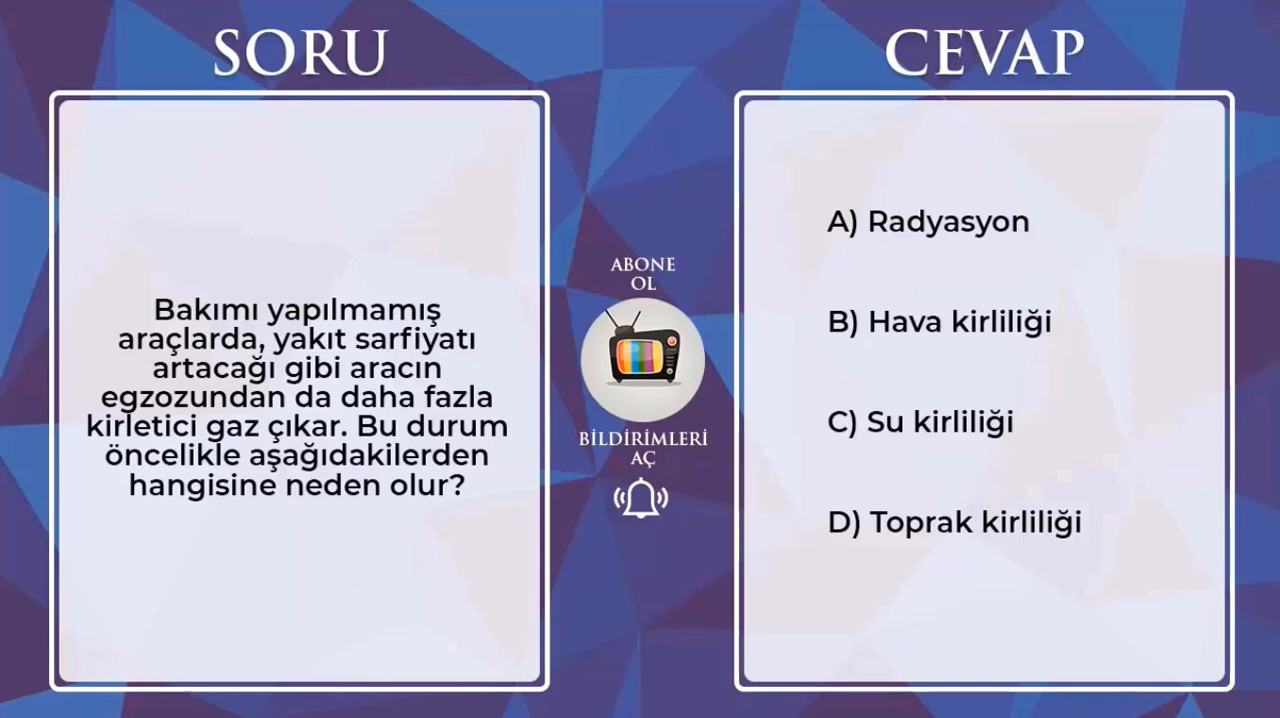 SORU
Bakımı yapılmamış
araçlarda, yakıt sarfiyatı
artacağı gibi aracın
egzozundan da daha fazla
kirletici gaz çıkar. Bu durum
öncelikle aşağıdakilerden
hangisine neden olur?
ABONE
OL
BİLDİRİMLERİ
AÇ
CEVAP
A) Radyasyon
B) Hava kirliliği
C) Su kirliliği
D) Toprak kirliliği